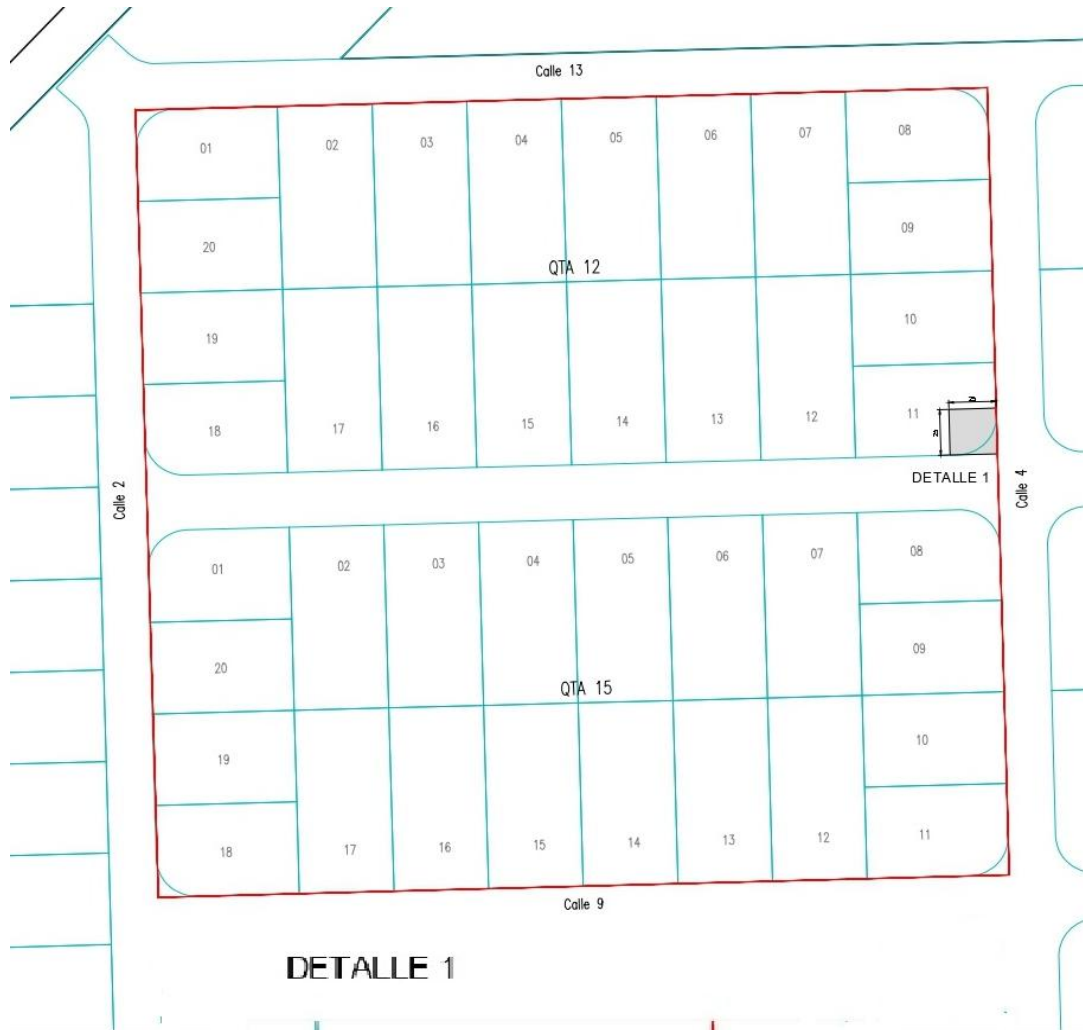 Calle 13
01 02 03 04 05 06 07 08
20 09
QTA 12
19 10
18 17 16 15 14 13 12 11
DETALLE 1
Calle 2
Calle 4
01 02 03 04 05 06 07 08
20 09
QTA 15
19 10
18 17 16 15 14 13 12 11
Calle 9
DETALLE 1